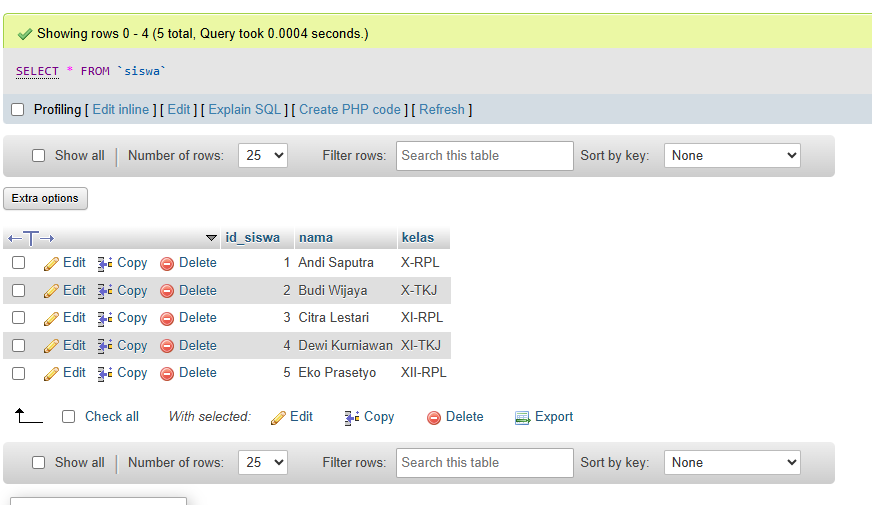 Showing rows 0 - 4 (5 total, Query took 0.0004 seconds.)
SELECT * FROM `siswa`
Profiling [ Edit inline ] [ Edit ] [ Explain SQL ] [ Create PHP code ] [ Refresh ]
Show all Number of rows: 25 Filter rows: Search this table Sort by key: None
Extra options
id_siswa nama kelas
Edit Copy Delete 1 Andi Saputra X-RPL
Edit Copy Delete 2 Budi Wijaya X-TKJ
Edit Copy Delete 3 Citra Lestari XI-RPL
Edit Copy Delete 4 Dewi Kurniawan XI-TKJ
Edit Copy Delete 5 Eko Prasetyo XII-RPL
Check all With selected: Edit Copy Delete Export
Show all Number of rows: 25 Filter rows: Search this table Sort by key: None